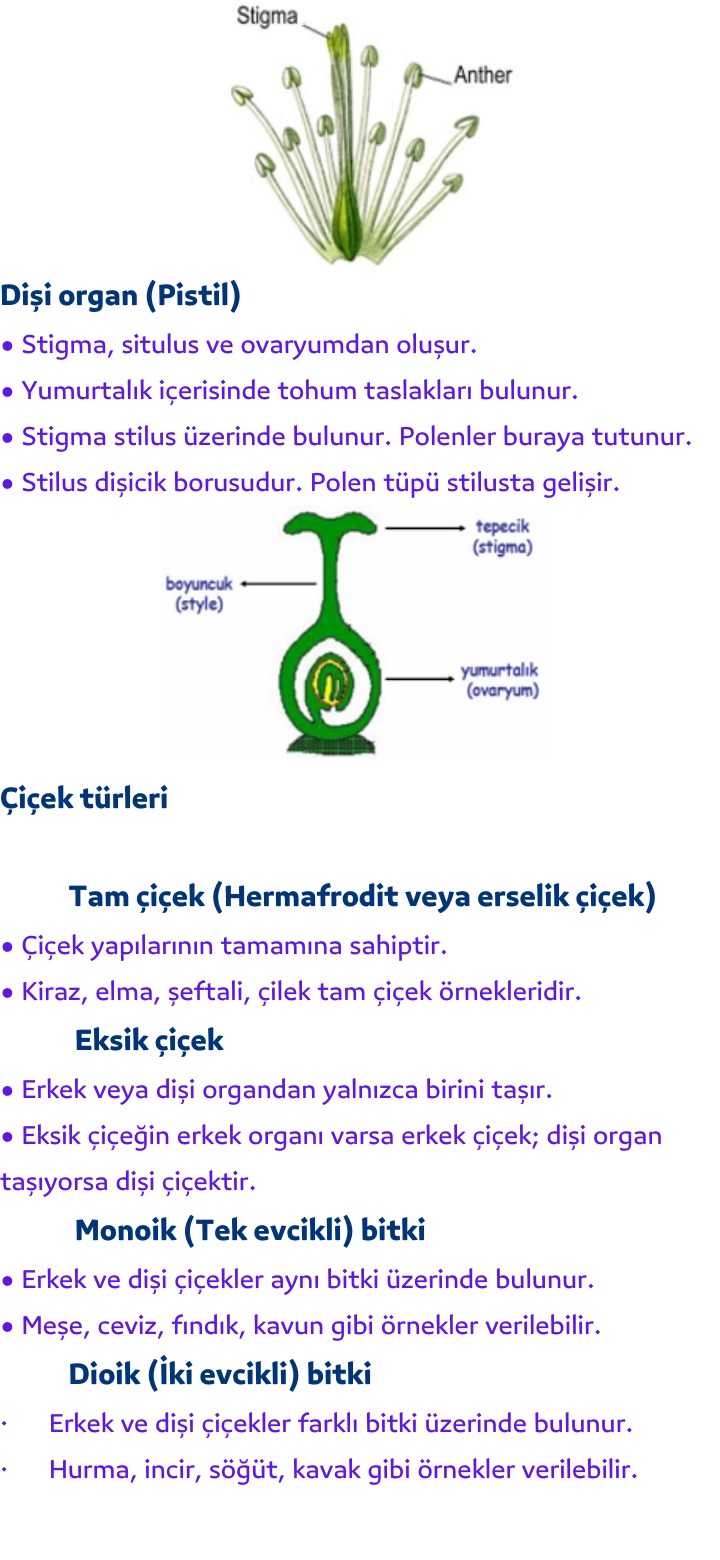 Stigma
Anther
Dişi organ (Pistil)
• Stigma, situlus ve ovaryumdan oluşur.
• Yumurtalık içerisinde tohum taslakları bulunur.
• Stigma stilus üzerinde bulunur. Polenler buraya tutunur.
• Stilus dişicik borusudur. Polen tüpü stilusta gelişir.
tepecik
(stigma)
boyuncuk
(style)
yumurtalık
(ovaryum)
Çiçek türleri
Tam çiçek (Hermafrodit veya erselik çiçek)
• Çiçek yapılarının tamamına sahiptir.
• Kiraz, elma, şeftali, çilek tam çiçek örnekleridir.
Eksik çiçek
• Erkek veya dişi organdan yalnızca birini taşır.
• Eksik çiçeğin erkek organı varsa erkek çiçek; dişi organ
taşıyorsa dişi çiçektir.
Monoik (Tek evcikli) bitki
• Erkek ve dişi çiçekler aynı bitki üzerinde bulunur.
• Meşe, ceviz, fındık, kavun gibi örnekler verilebilir.
Dioik (İki evcikli) bitki
· Erkek ve dişi çiçekler farklı bitki üzerinde bulunur.
· Hurma, incir, söğüt, kavak gibi örnekler verilebilir.